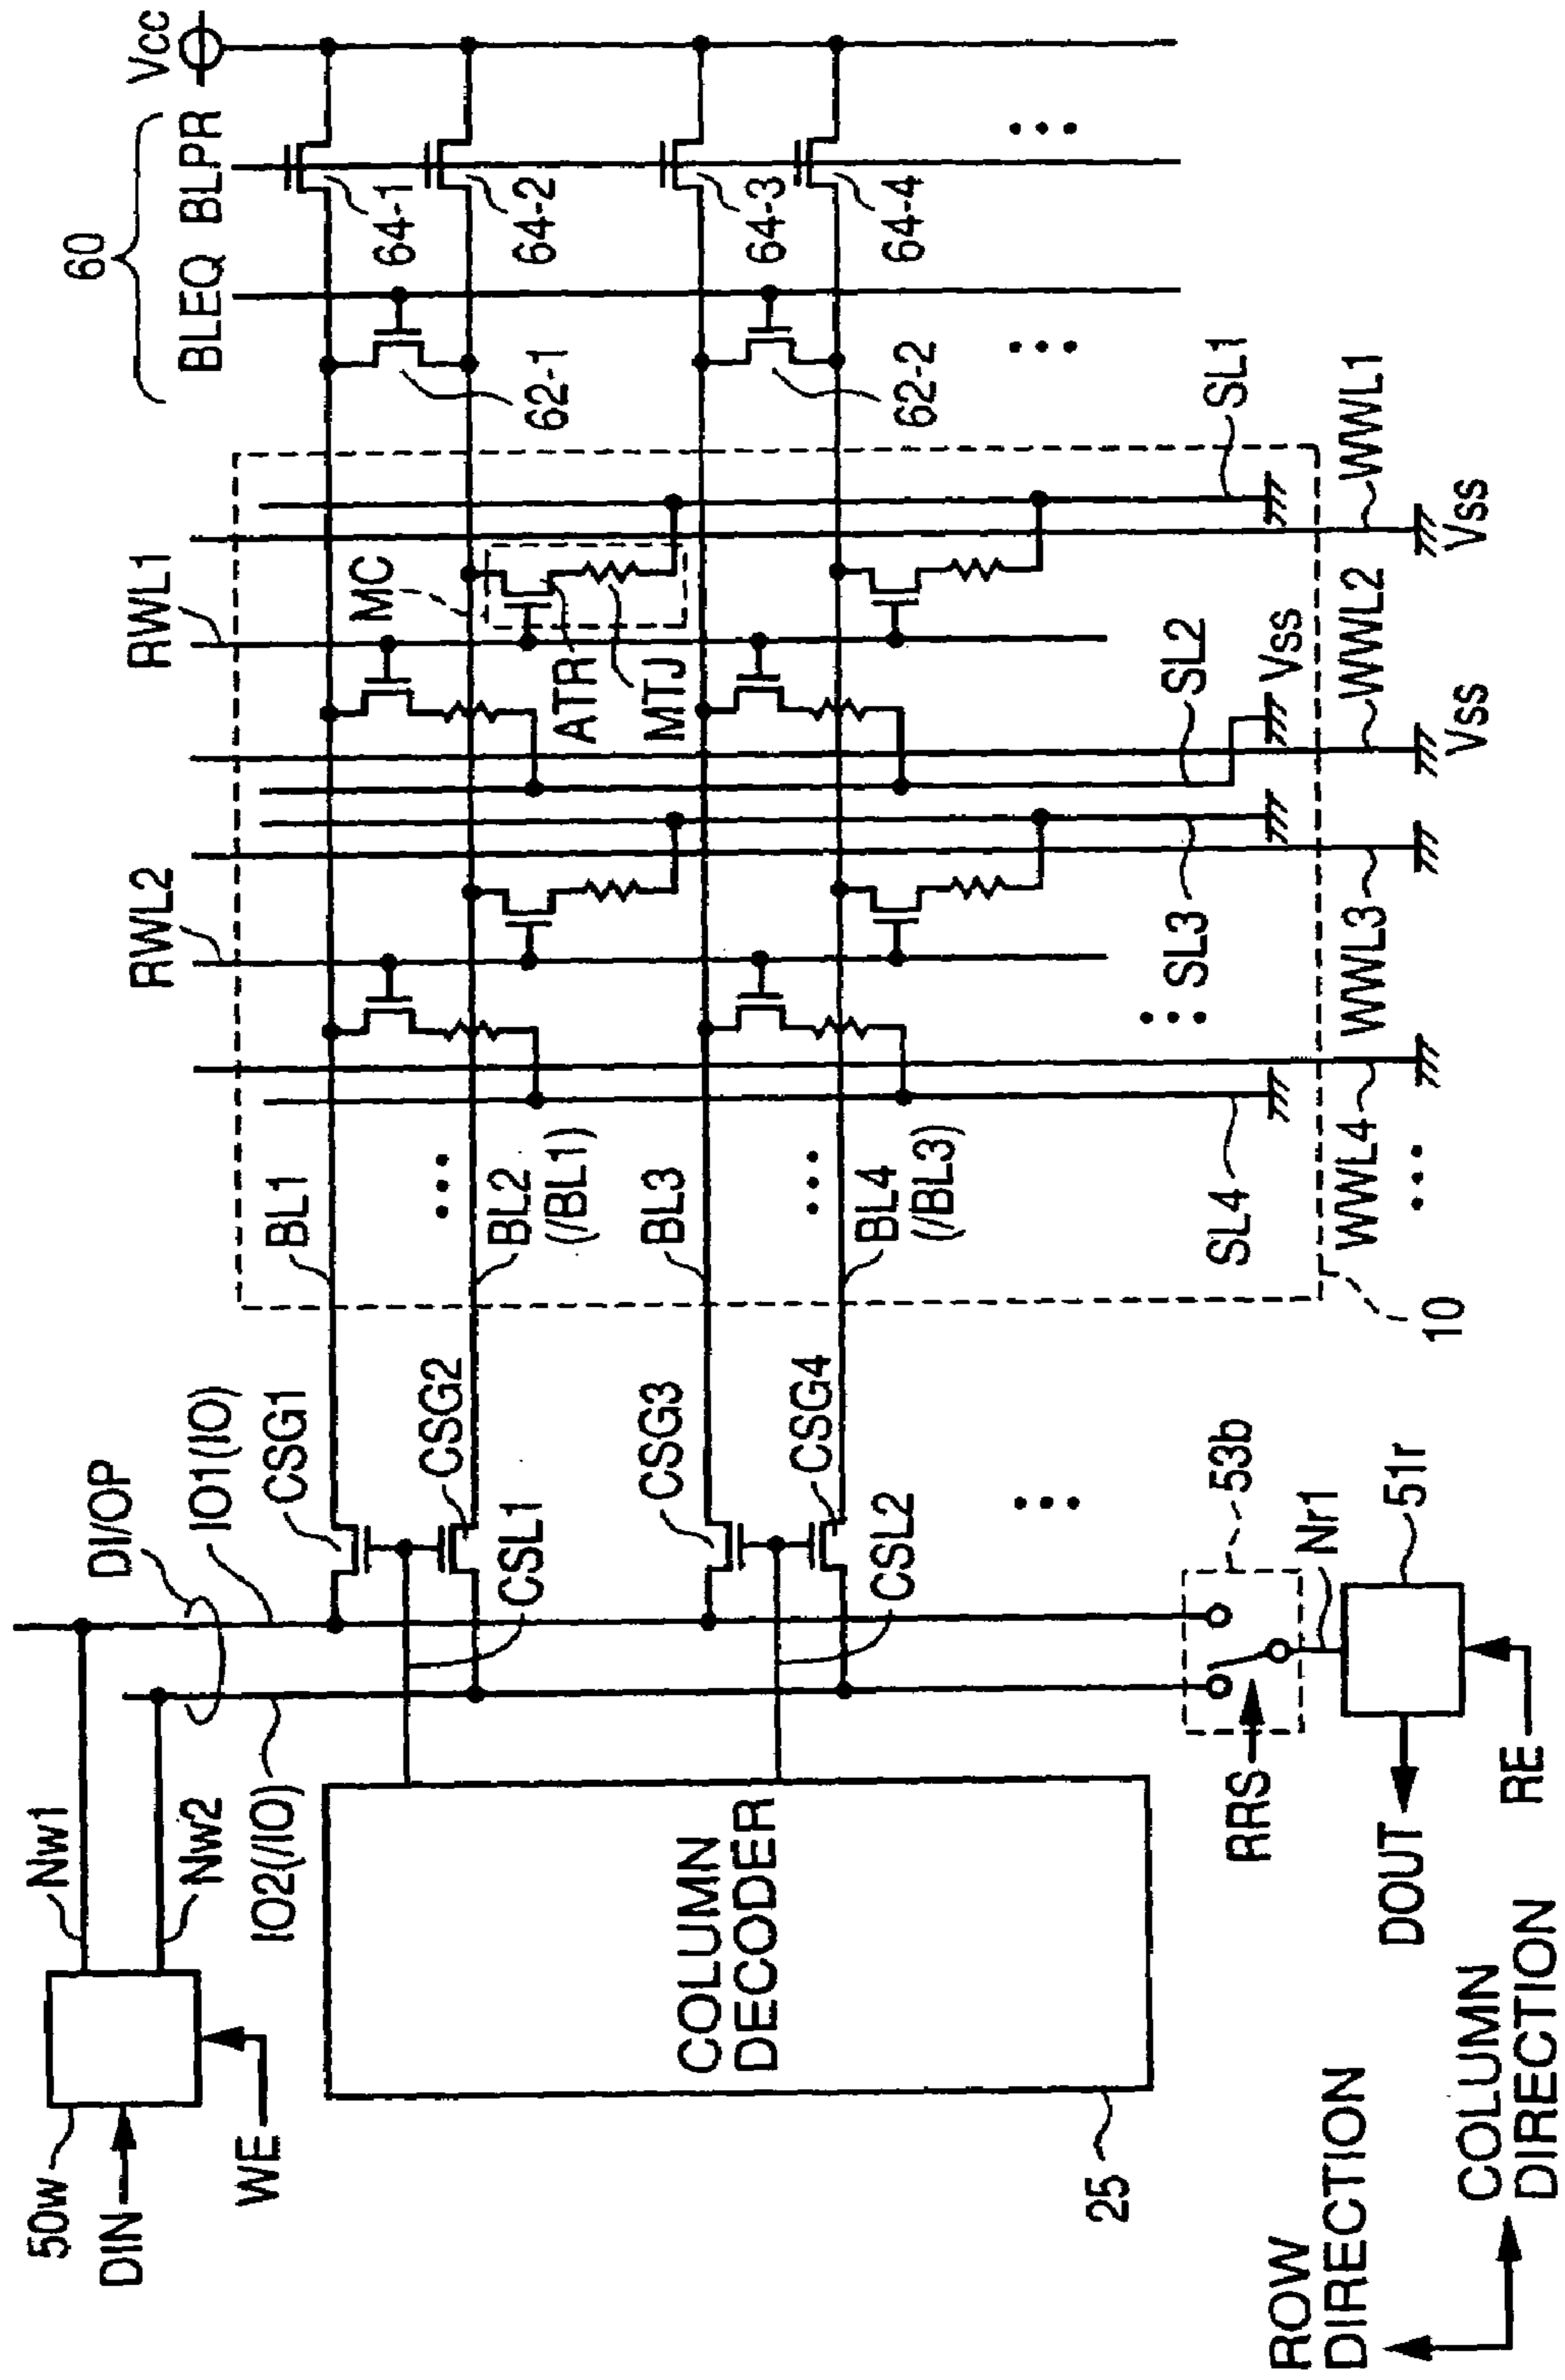 50w
DIN
WE
Nw1
Nw2
IO2(/IO)
DI/OP
IO1(IO)
COLUMN
DECODER
25
CSG1
CSG2
CSL1
CSG3
CSG4
CSL2
53b
RRS
Nr1
51r
DOUT
RE
ROW
DIRECTION
COLUMN
DIRECTION
BL1
BL2
(/BL1)
BL3
BL4
(/BL3)
10
RWL2
RWL1
MC
ATR
MTJ
SL4
SL3
SL2
SL1
Vss
WWL4
WWL3
WWL2
WWL1
Vss
Vss
60
BLEQ
BLPR
Vcc
62-1
62-2
64-1
64-2
64-3
64-4